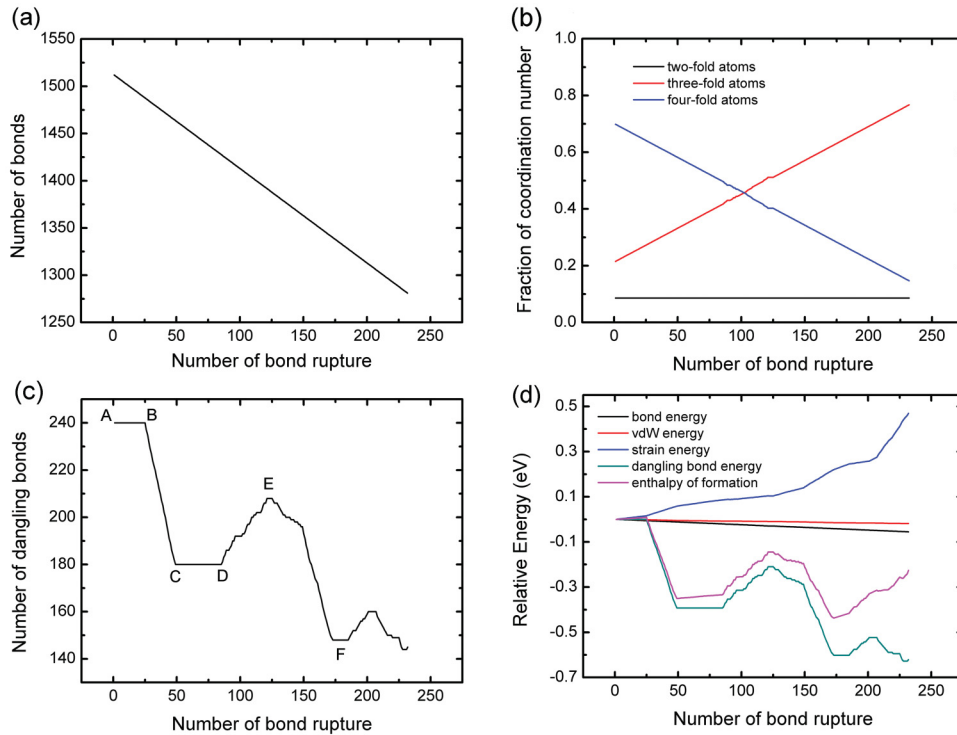 (a)
1550
1500
1450
1400
1350
1300
1250
Number of bonds
0 50 100 150 200 250
Number of bond rupture
(b)
1.0
0.8
0.6
0.4
0.2
0.0
Fraction of coordination number
two-fold atoms
three-fold atoms
four-fold atoms
0 50 100 150 200 250
Number of bond rupture
(c)
240
220
200
180
160
140
Number of dangling bonds
A B
C D
E
F
0 50 100 150 200 250
Number of bond rupture
(d)
0.5
0.3
0.1
-0.1
-0.3
-0.5
-0.7
Relative Energy (eV)
bond energy
vdW energy
strain energy
dangling bond energy
enthalpy of formation
0 50 100 150 200 250
Number of bond rupture